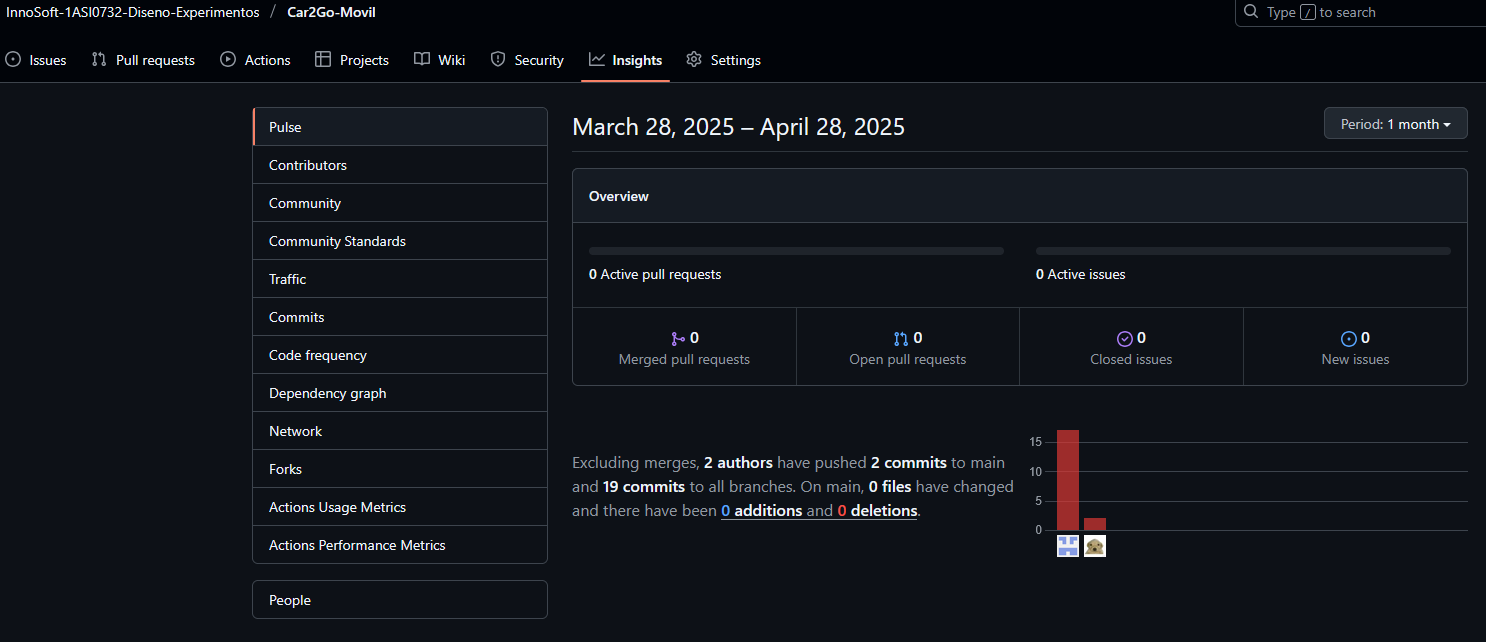 InnoSoft-1ASI0732-Diseno-Experimentos / Car2Go-Movil
Type / to search
Issues Pull requests Actions Projects Wiki Security Insights Settings
Pulse
Contributors
Community
Community Standards
Traffic
Commits
Code frequency
Dependency graph
Network
Forks
Actions Usage Metrics
Actions Performance Metrics
People
March 28, 2025 – April 28, 2025
Period: 1 month
Overview
0 Active pull requests
0 Active issues
0
Merged pull requests
0
Open pull requests
0
Closed issues
0
New issues
Excluding merges, 2 authors have pushed 2 commits to main
and 19 commits to all branches. On main, 0 files have changed
and there have been 0 additions and 0 deletions.
15
10
5
0